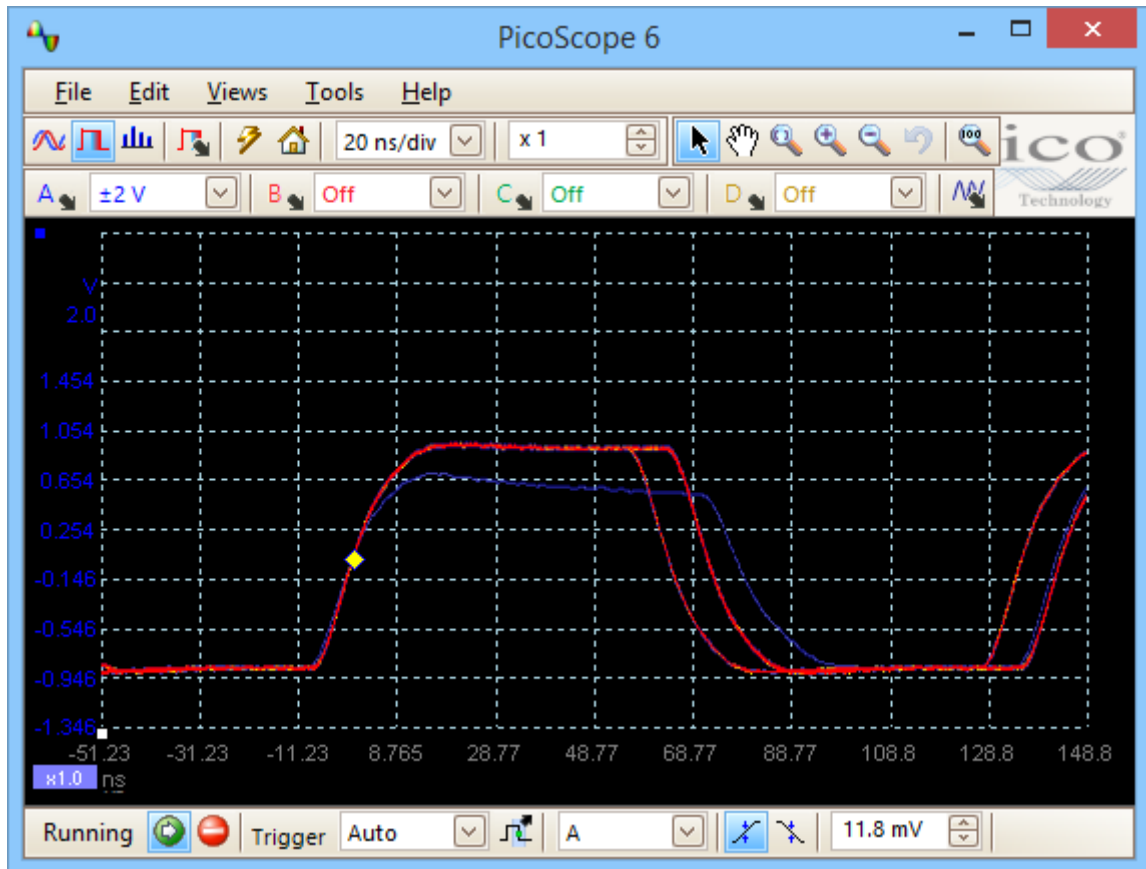 PicoScope 6
File Edit Views Tools Help
20 ns/div x 1 100
A ±2 V B Off C Off D Off
pico
Technology
V
2.0
1.454
1.054
0.654
0.254
-0.146
-0.546
-0.946
-1.346
-51.23 -31.23 -11.23 8.765 28.77 48.77 68.77 88.77 108.8 128.8 148.8
x1.0 ns
Running Trigger Auto A 11.8 mV